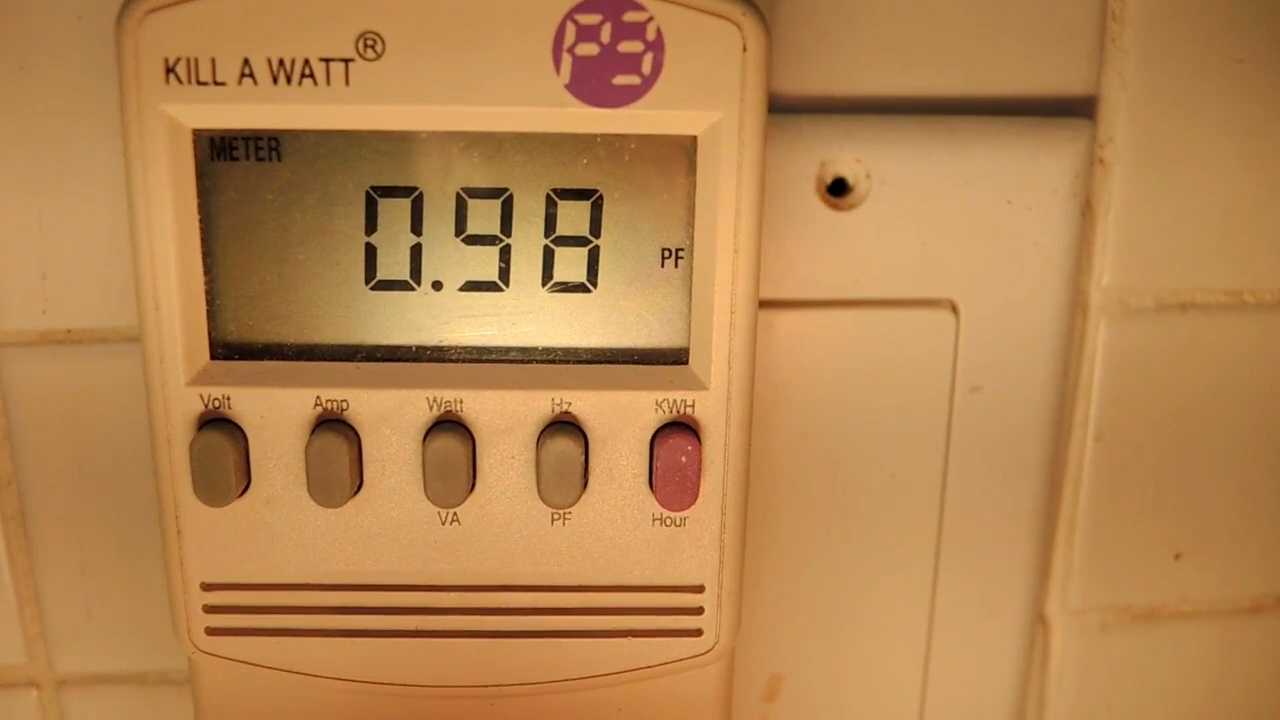 KILL A WATT®
P3
METER
0.98 PF
Volt Amp Watt Hz KWH
VA PF Hour